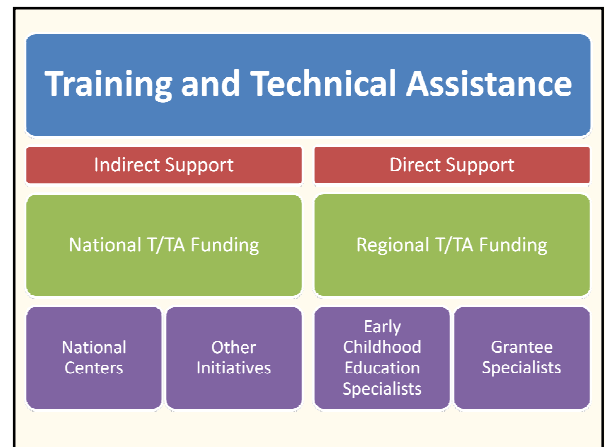 Training and Technical Assistance
Indirect Support
Direct Support
National T/TA Funding
Regional T/TA Funding
National
Centers
Other
Initiatives
Early
Childhood
Education
Specialists
Grantee
Specialists